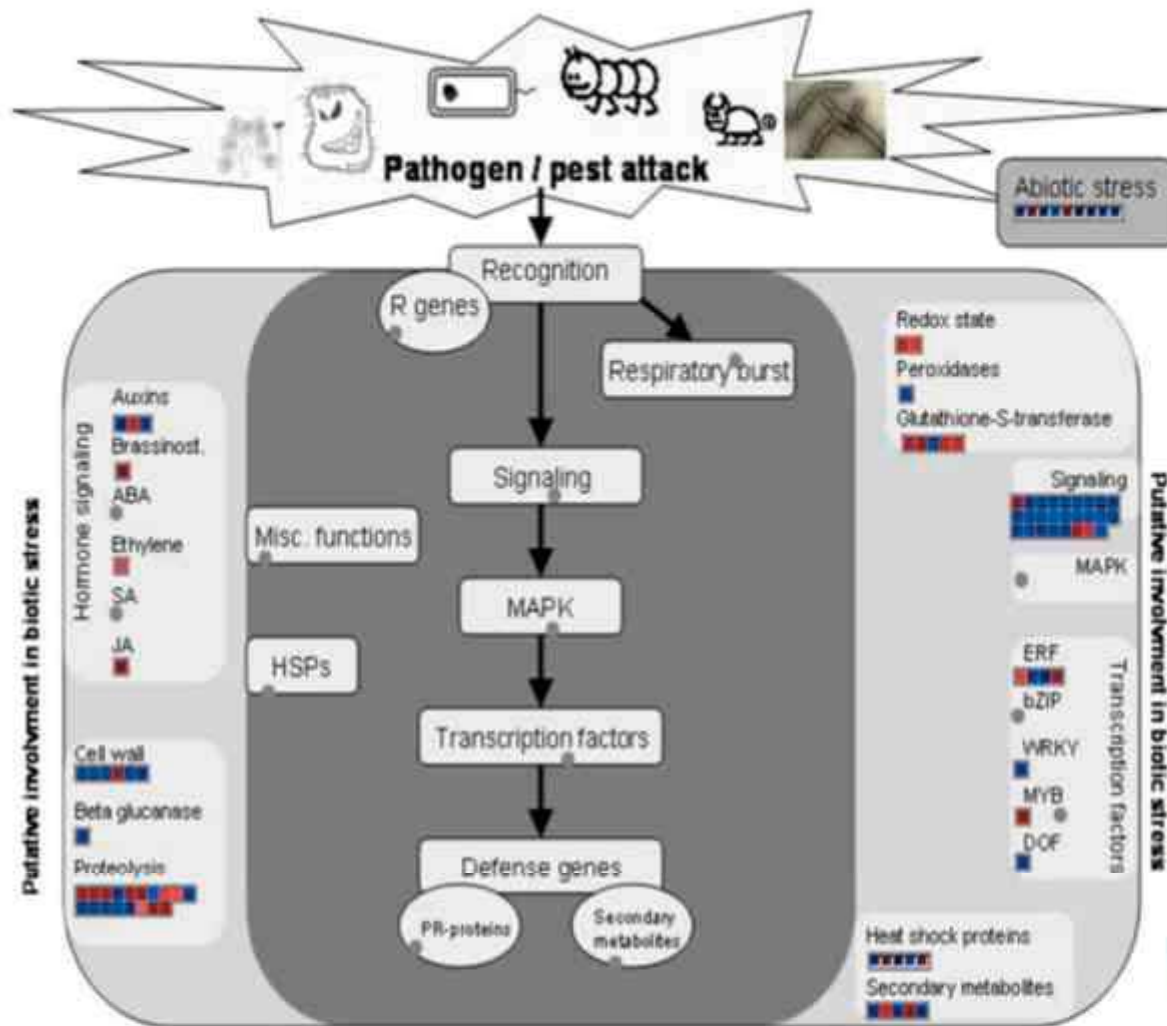 Pathogen / pest attack
Abiotic stress
Recognition
R genes
Respiratory burst
Signaling
Misc. functions
MAPK
HSPs
Transcription factors
Defense genes
PR-proteins
Secondary
metabolites
Putative involvment in biotic stress
Hormone signaling
Auxins
Brassinost.
ABA
Ethylene
SA
JA
Cell wall
Beta glucanase
Proteolysis
Redox state
Peroxidases
Glutathione-S-transferase
Signaling
MAPK
ERF
bZIP
WRKY
MYB
DOF
Transcription factors
Heat shock proteins
Secondary metabolites
Putative involvment in biotic stress